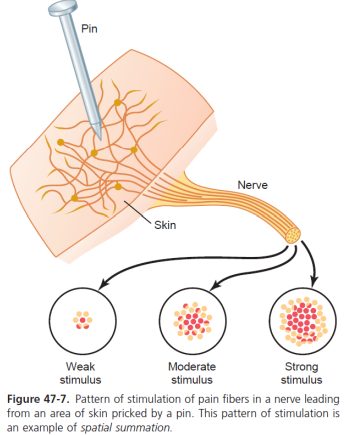 Pin
Nerve
Skin
Weak
stimulus
Moderate
stimulus
Strong
stimulus
Figure 47-7. Pattern of stimulation of pain fibers in a nerve leading
from an area of skin pricked by a pin. This pattern of stimulation is
an example of spatial summation.